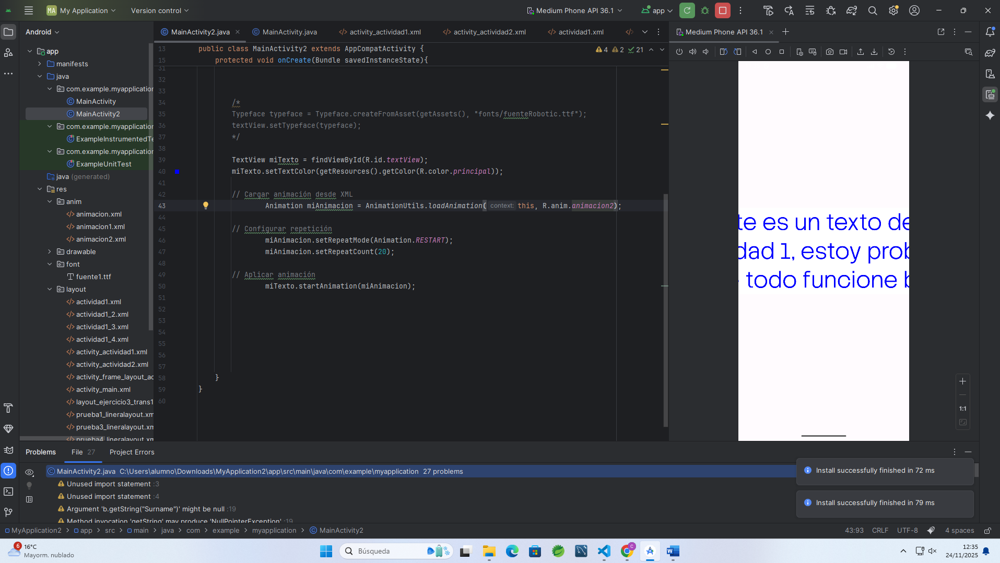 MA My Application
Version control
Medium Phone API 36.1
app
Android
MainActivity2.java
MainActivity.java
activity_actividad1.xml
activity_actividad2.xml
actividad1.xml
Medium Phone API 36.1
app
manifests
java
com.example.myapplication
MainActivity
MainActivity2
com.example.myapplication
ExampleInstrumentedTe
com.example.myapplication
ExampleUnitTest
java (generated)
res
anim
animacion.xml
animacion1.xml
animacion2.xml
drawable
font
fuente1.ttf
layout
actividad1.xml
actividad1_2.xml
actividad1_3.xml
actividad1_4.xml
activity_actividad1.xml
activity_actividad2.xml
activity_frame_layout_ac
activity_main.xml
layout_ejercicio3_trans1
prueba1_lineralayout.xm
prueba3_lineralayout.xm
prueba4_lineralayout.xm
4 2 21
13 public class MainActivity2 extends AppCompatActivity {
15 protected void onCreate(Bundle savedInstanceState){
31
32
33
34 /*
35 Typeface typeface = Typeface.createFromAsset(getAssets(), "fonts/fuenteRobotic.ttf");
36 textView.setTypeface(typeface);
37 */
38
39 TextView miTexto = findViewById(R.id.textView);
40 miTexto.setTextColor(getResources().getColor(R.color.principal));
41
42 // Cargar animación desde XML
43 Animation miAnimacion = AnimationUtils.loadAnimation( context: this, R.anim.animacion2);
44
45 // Configurar repetición
46 miAnimacion.setRepeatMode(Animation.RESTART);
47 miAnimacion.setRepeatCount(20);
48
49 // Aplicar animación
50 miTexto.startAnimation(miAnimacion);
51
52
53
54
55
56
57
58 }
59 }
60
te es un texto de
dad 1, estoy prob
todo funcione b
1:1
Problems
File 27
Project Errors
MainActivity2.java C:\Users\alumno\Downloads\MyApplication2\app\src\main\java\com\example\myapplication 27 problems
Unused import statement :3
Unused import statement :4
Argument 'b.getString("Surname")' might be null :19
Method invocation 'getString' may produce 'NullPointerException' :19
Install successfully finished in 72 ms
Install successfully finished in 79 ms
MyApplication2 > app > src > main > java > com > example > myapplication > MainActivity2
43:93 CRLF UTF-8 4 spaces
6
16°C
Mayorm. nublado
Búsqueda
C
12:35
24/11/2025